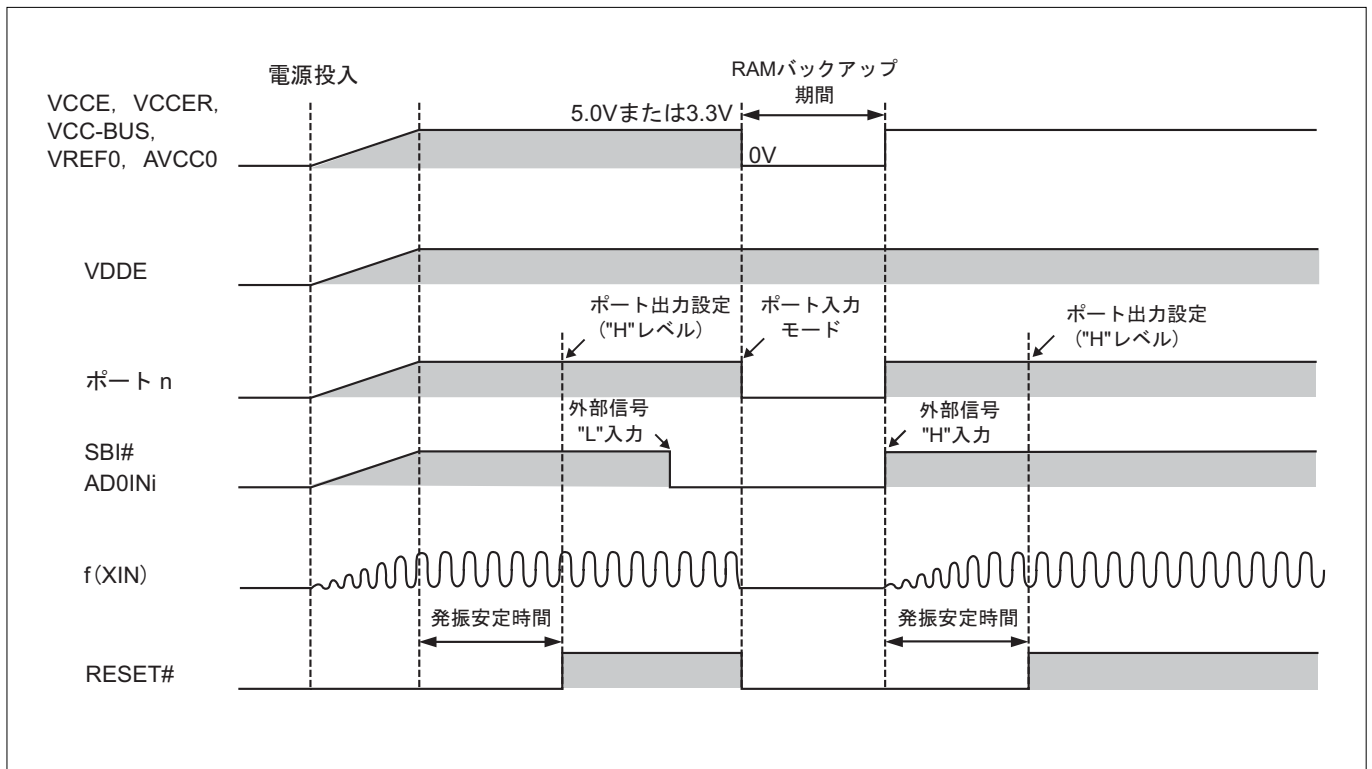 電源投入
RAMバックアップ
期間
VCCE, VCCER,
VCC-BUS,
VREF0, AVCC0
5.0Vまたは3.3V
0V
VDDE
ポート出力設定
("H"レベル)
ポート入力
モード
ポート出力設定
("H"レベル)
ポート n
外部信号
"L"入力
外部信号
"H"入力
SBI#
AD0INi
f(XIN)
発振安定時間
発振安定時間
RESET#